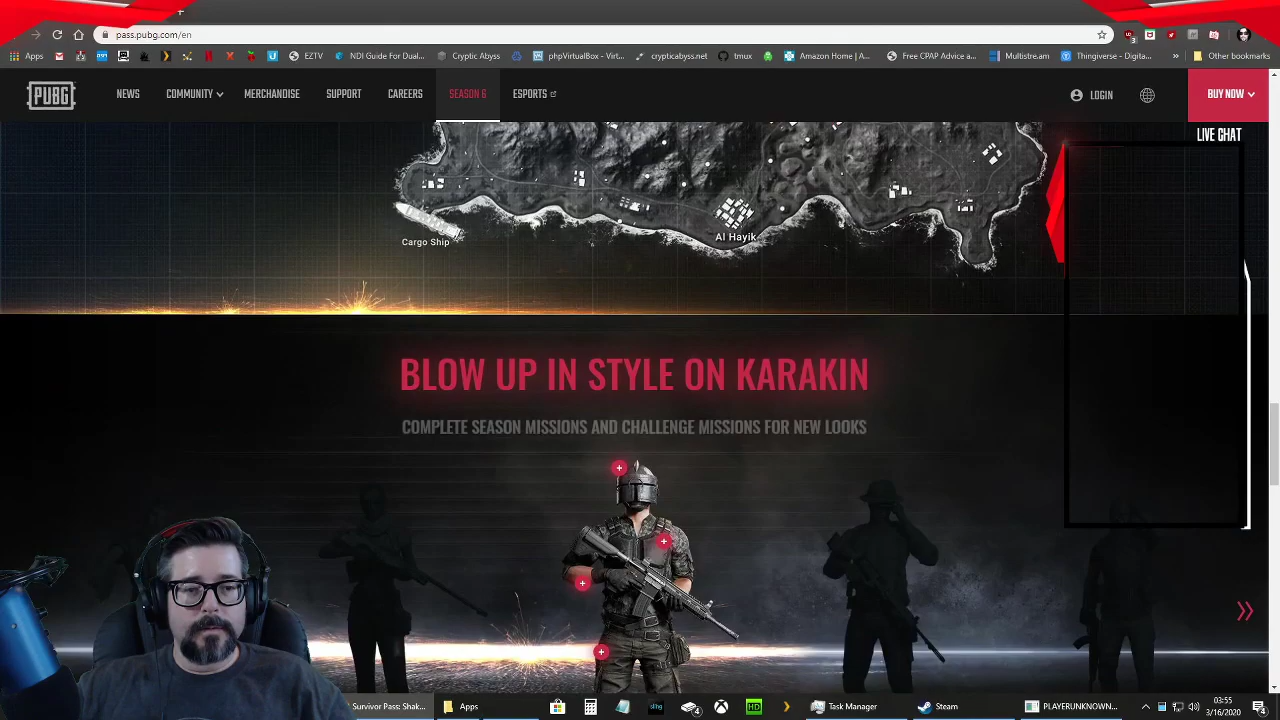 pass.pubg.com/en
Apps
EZTV
NDI Guide For Dual...
Cryptic Abyss
phpVirtualBox - Virt...
crypticabyss.net
tmux
Amazon Home | A...
Free CPAP Advice -...
Multistre.am
Thingiverse - Digita...
Other bookmarks
PUBG
NEWS
COMMUNITY
MERCHANDISE
SUPPORT
CAREERS
SEASON 6
ESPORTS
LOGIN
BUY NOW
LIVE CHAT
Cargo Ship
Al Hayik
BLOW UP IN STYLE ON KARAKIN
COMPLETE SEASON MISSIONS AND CHALLENGE MISSIONS FOR NEW LOOKS
Survivor Pass: Shak...
Apps
slihg
HD
Task Manager
Steam
PLAYERUNKNOWN...
03:55
3/16/2020